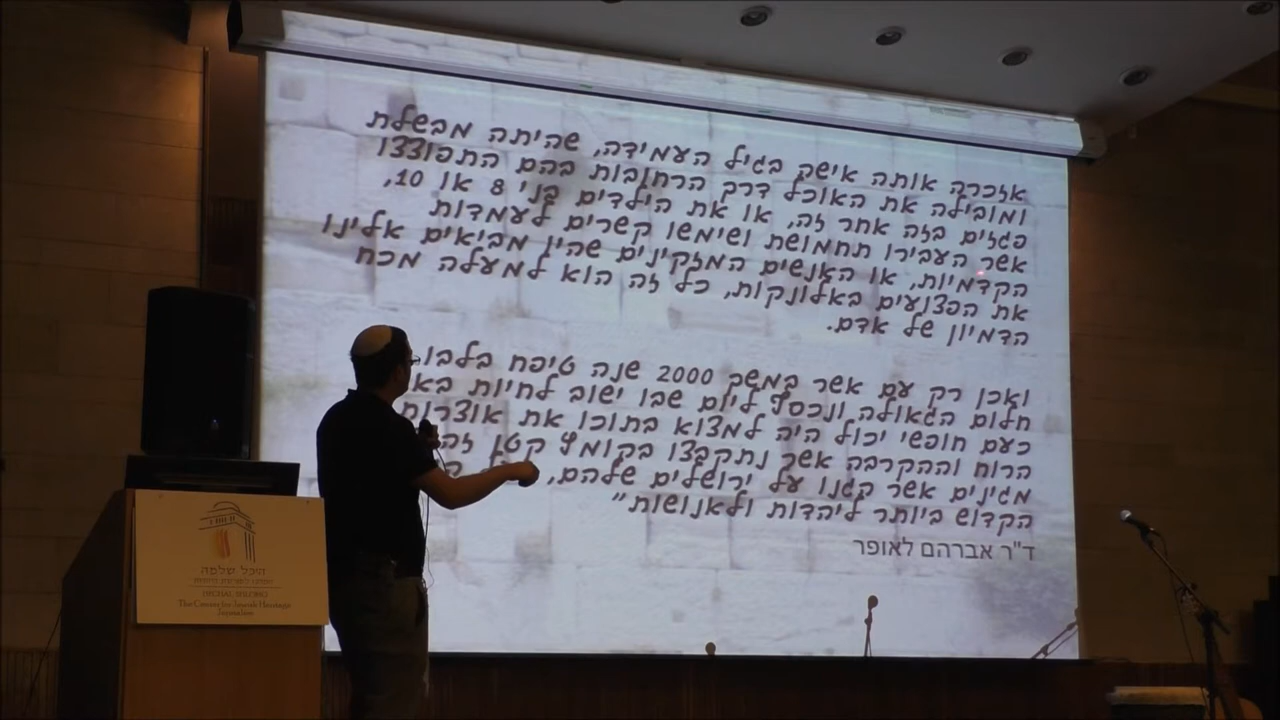 אזכרה אותה אישה בגיל העמידה, שהיתה מבשלת
ומובילה את האוכל דרך הרחובות בהם התפוצצו
פגזים בזה אחר זה, או את הילדים בני 8 או 10,
אשר העבירו תחמושת ושימשו קשרים לעמדות
הקדמיות, או האנשים המזקינים שהיו מביאים אלינו
את הפצועים באלונקות, כל זה הוא למעלה מכח
הדמיון של אדם.
ואכן רק עם אשר במשך 2000 שנה טיפח בלבו
חלום הגאולה ונכסף ליום שבו ישוב לחיות
כעם חופשי יכול היה למצוא בתוכו את אוצרות
הרוח וההקרבה אשר נתקבצו בקומץ קטן
מגינים אשר הגנו על ירושלים שלהם,
הקדוש ביותר ליהדות ולאנושות"
ד"ר אברהם לאופר
היכל שלמה
HECHAL SHLOMO
The Center for Jewish Heritage
Jerusalem